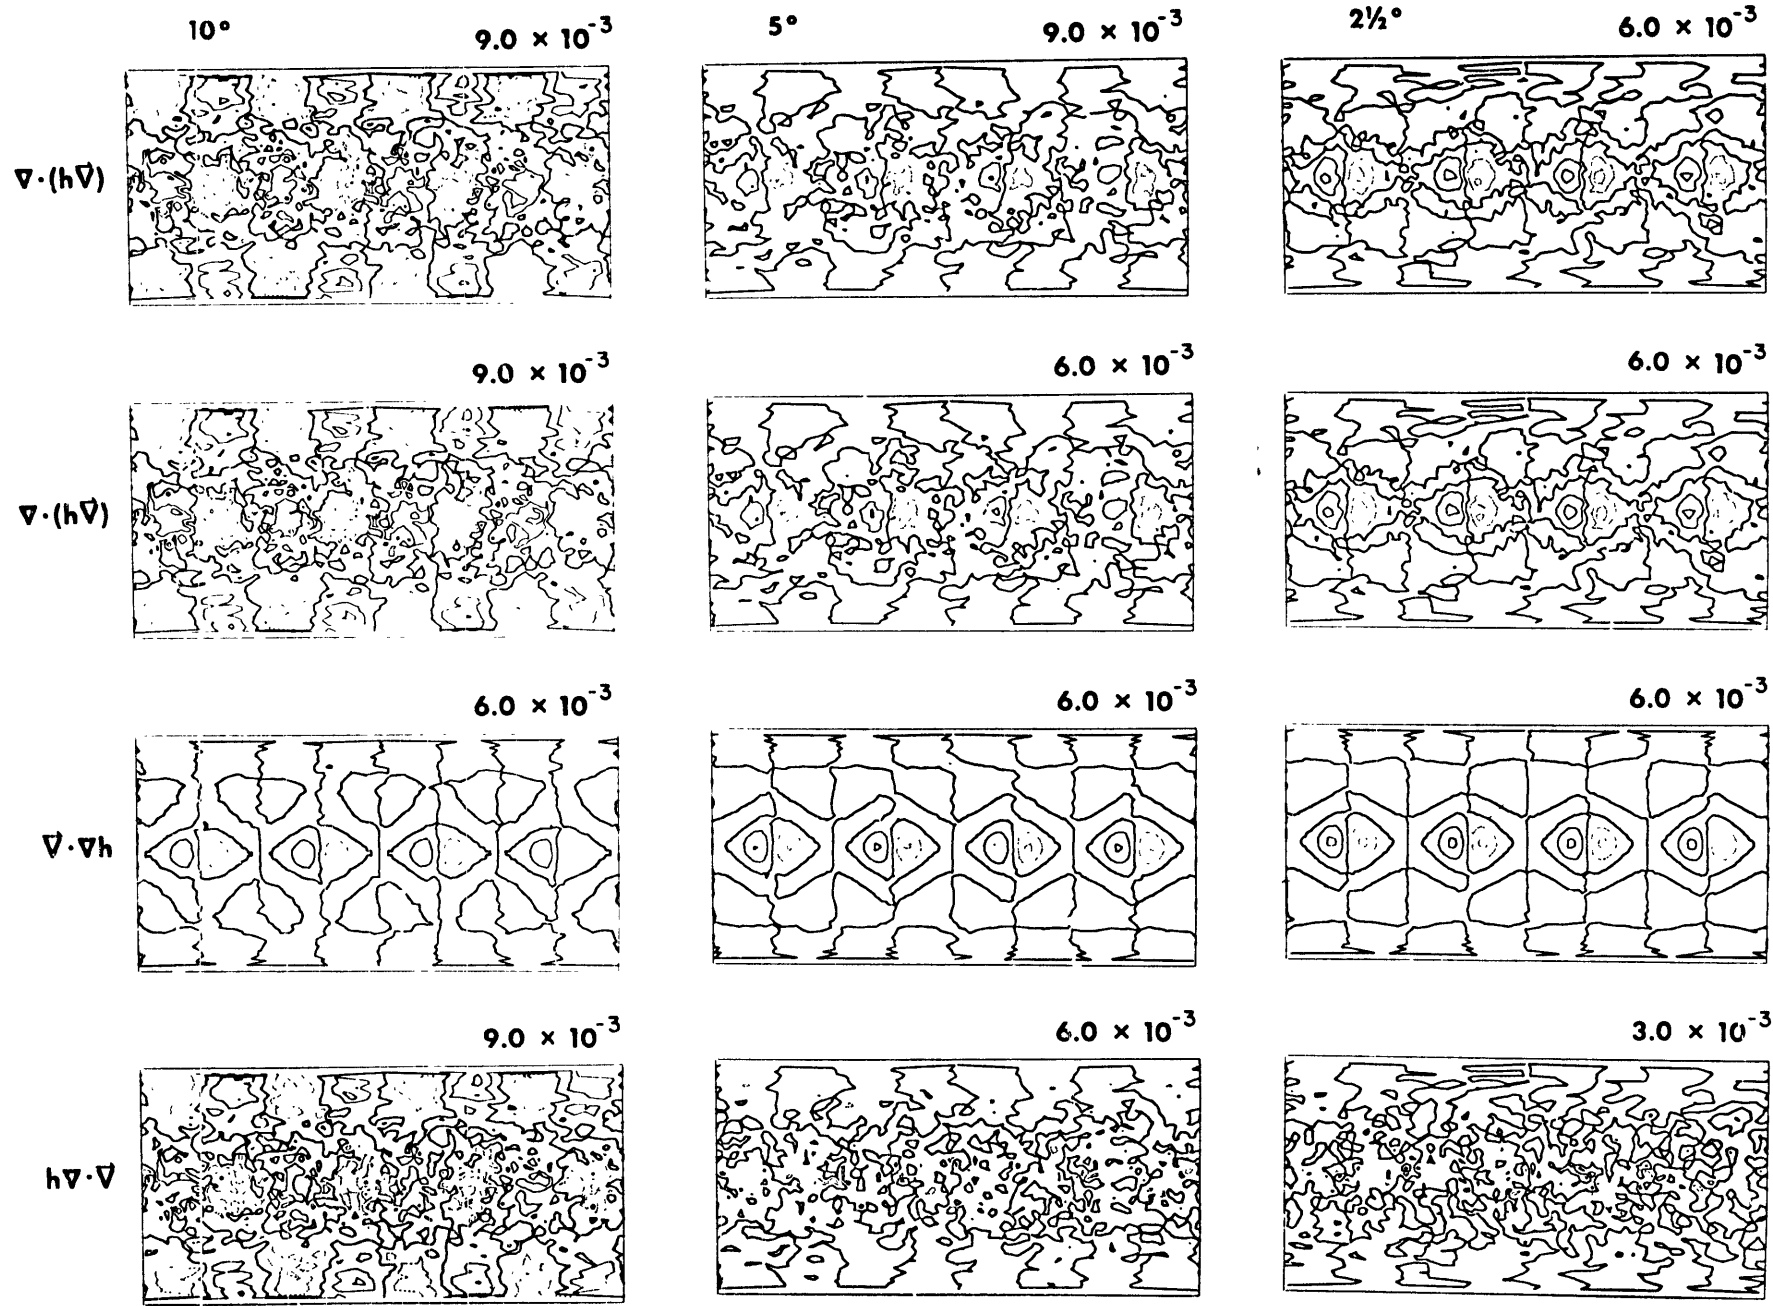 10° 9.0 × 10⁻³ 5° 9.0 × 10⁻³ 2½° 6.0 × 10⁻³
∇·(hV⃗)
9.0 × 10⁻³ 6.0 × 10⁻³ 6.0 × 10⁻³
∇·(hV⃗)
6.0 × 10⁻³ 6.0 × 10⁻³ 6.0 × 10⁻³
V⃗·∇h
9.0 × 10⁻³ 6.0 × 10⁻³ 3.0 × 10⁻³
h∇·V⃗